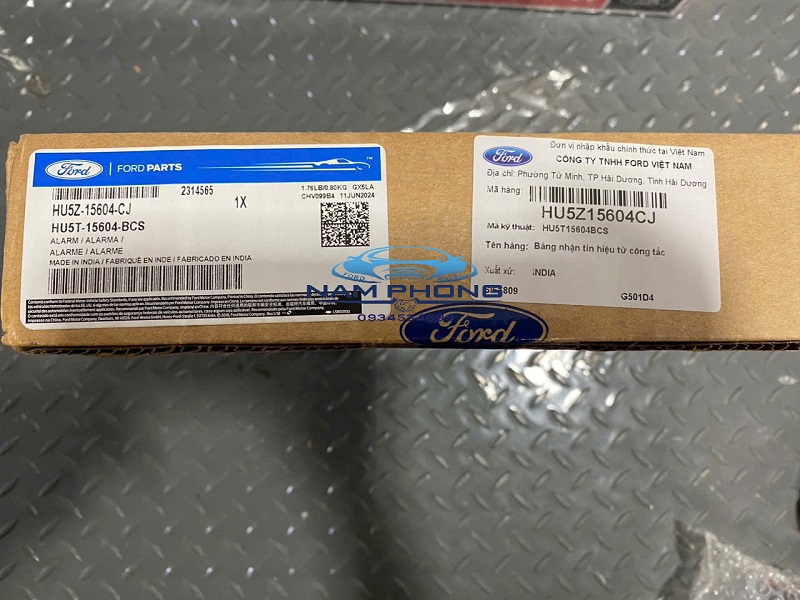 Ford
FORD PARTS
2314565
HU5Z-15604-CJ
1X
HU5T-15604-BCS
ALARM / ALARMA /
ALARME / ALARME
MADE IN INDIA / FABRIQUÉ EN INDE / FABRICADO EN INDIA
1.76LB/0.80KG GX5LA
CHV099B4 11JUN2024
Ford
Đơn vị nhập khẩu chính thức tại Việt Nam
CÔNG TY TNHH FORD VIỆT NAM
Địa chỉ: Phường Tứ Minh, TP Hải Dương, Tỉnh Hải Dương
Mã hàng:
HU5Z15604CJ
Mã kỹ thuật: HU5T15604BCS
Tên hàng: Bảng nhận tín hiệu từ công tắc
Xuất xứ: INDIA
G501D4
FORD
NAM PHONG
Ford